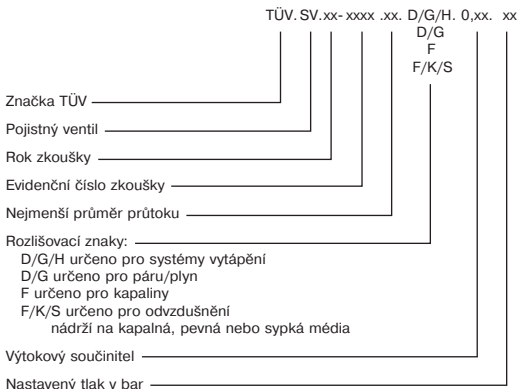 TÜV. SV.xx- xxxx .xx. D/G/H. 0,xx. xx
D/G
F
F/K/S
Značka TÜV
Pojistný ventil
Rok zkoušky
Evidenční číslo zkoušky
Nejmenší průměr průtoku
Rozlišovací znaky:
D/G/H určeno pro systémy vytápění
D/G určeno pro páru/plyn
F určeno pro kapaliny
F/K/S určeno pro odvzdušnění
nádrží na kapalná, pevná nebo sypká média
Výtokový součinitel
Nastavený tlak v bar